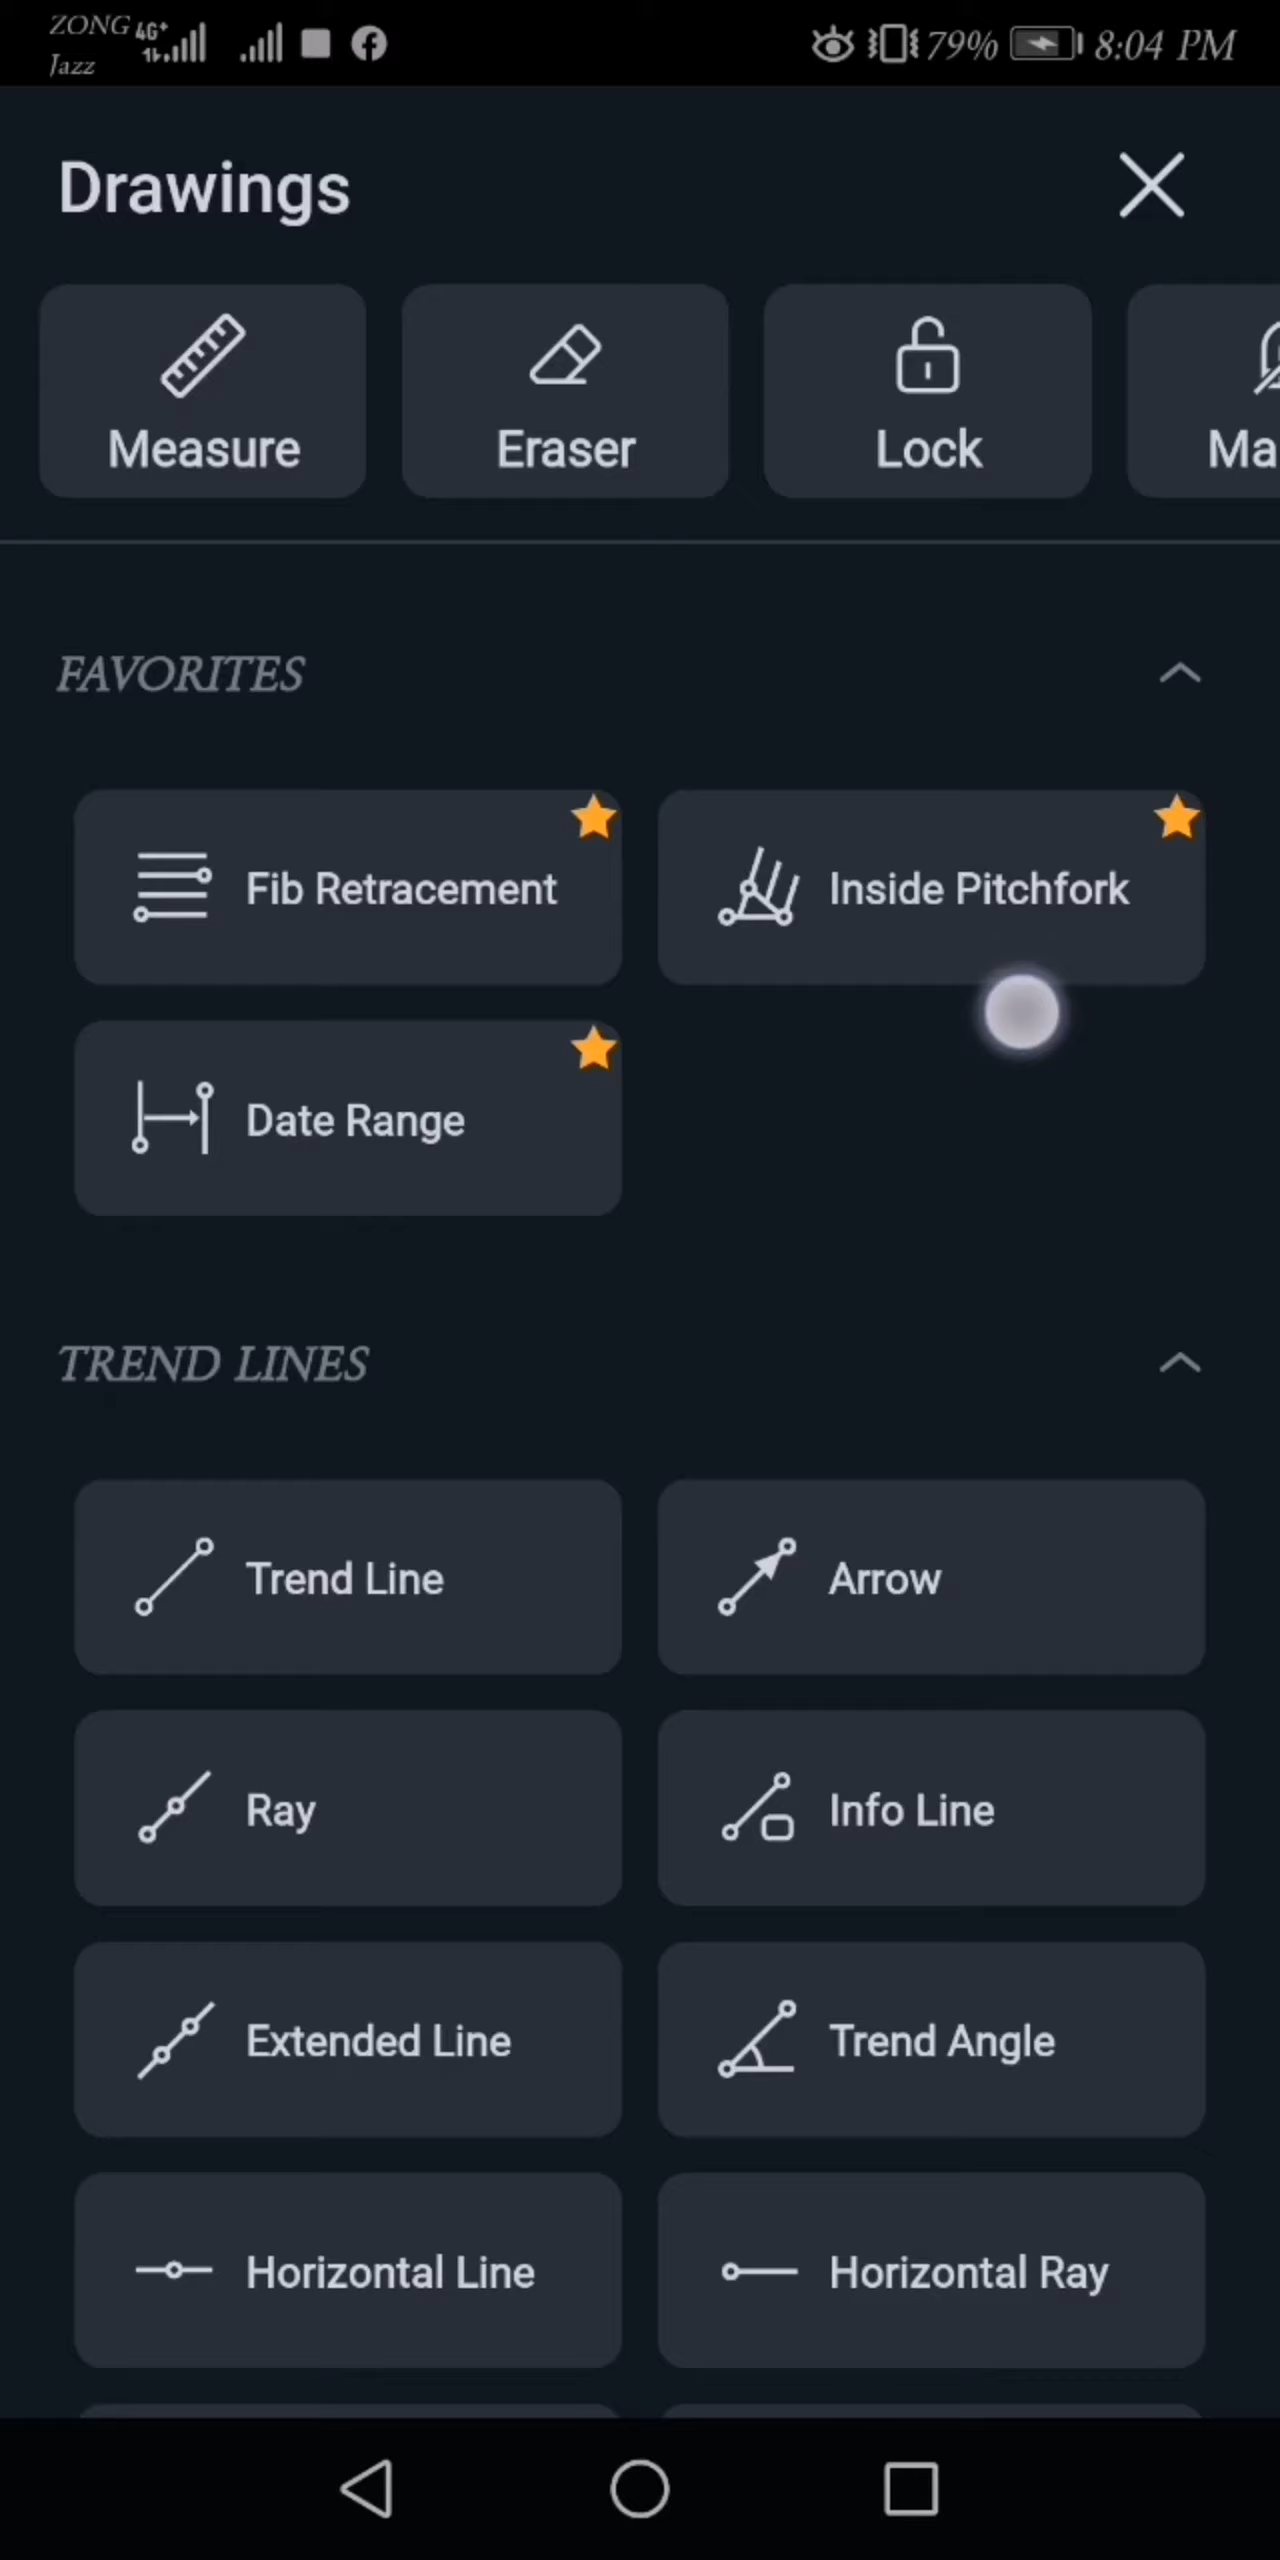 ZONG 4G+ 79% 8:04 PM
Jazz
Drawings
Measure Eraser Lock Ma
FAVORITES
Fib Retracement Inside Pitchfork
Date Range
TREND LINES
Trend Line Arrow
Ray Info Line
Extended Line Trend Angle
Horizontal Line Horizontal Ray